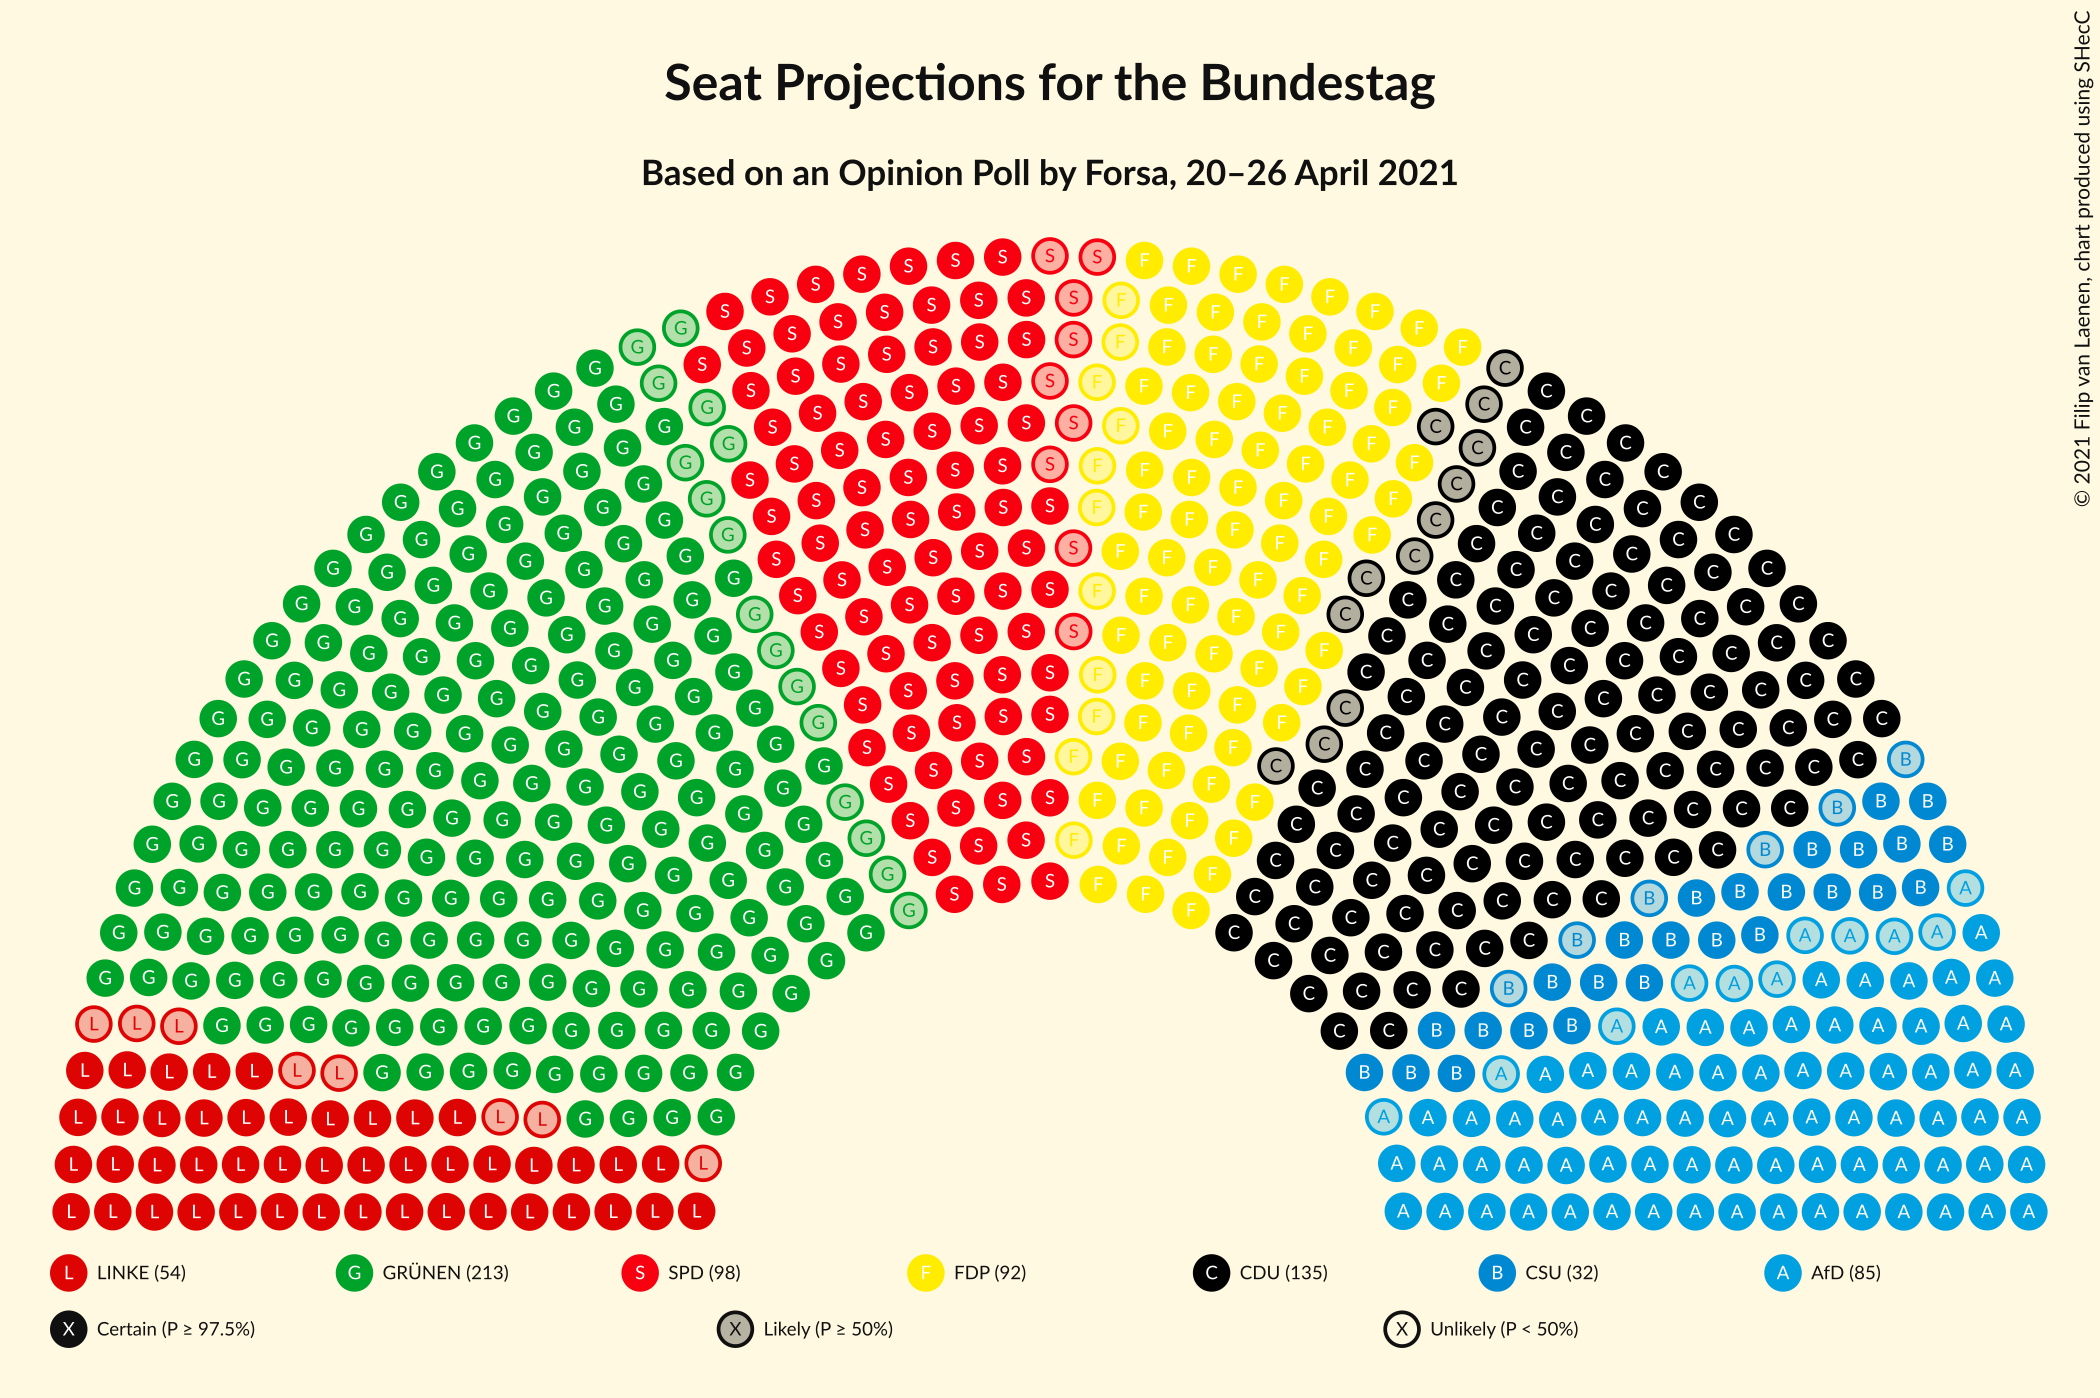 Seat Projections for the Bundestag
Based on an Opinion Poll by Forsa, 20–26 April 2021
© 2021 Filip van Laenen, chart produced using SHecC
L LINKE (54) G GRÜNEN (213) S SPD (98) F FDP (92) C CDU (135) B CSU (32) A AfD (85)
X Certain (P ≥ 97.5%) X Likely (P ≥ 50%) X Unlikely (P < 50%)